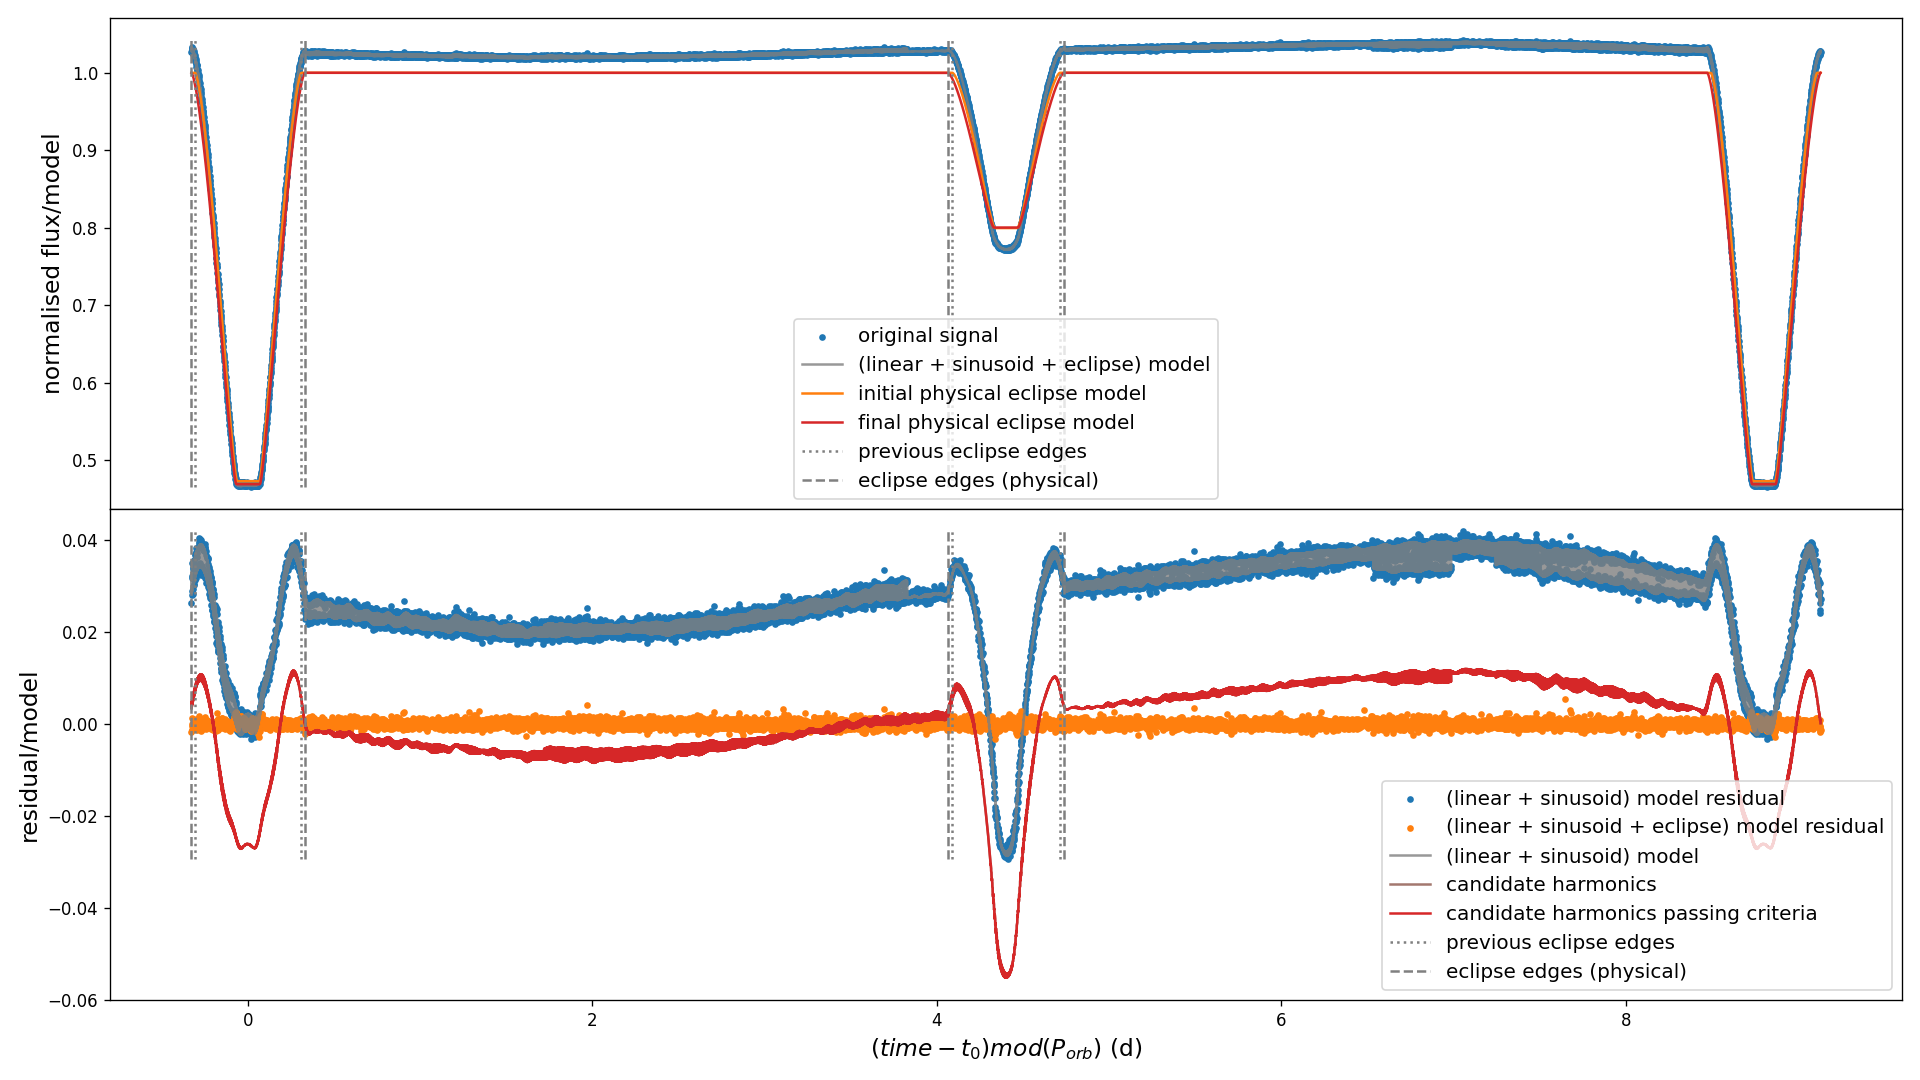 normalised flux/model
1.0
0.9
0.8
0.7
0.6
0.5
original signal
(linear + sinusoid + eclipse) model
initial physical eclipse model
final physical eclipse model
previous eclipse edges
eclipse edges (physical)
residual/model
0.04
0.02
0.00
−0.02
−0.04
−0.06
(linear + sinusoid) model residual
(linear + sinusoid + eclipse) model residual
(linear + sinusoid) model
candidate harmonics
candidate harmonics passing criteria
previous eclipse edges
eclipse edges (physical)
0 2 4 6 8
(time − t₀)mod(P_orb) (d)